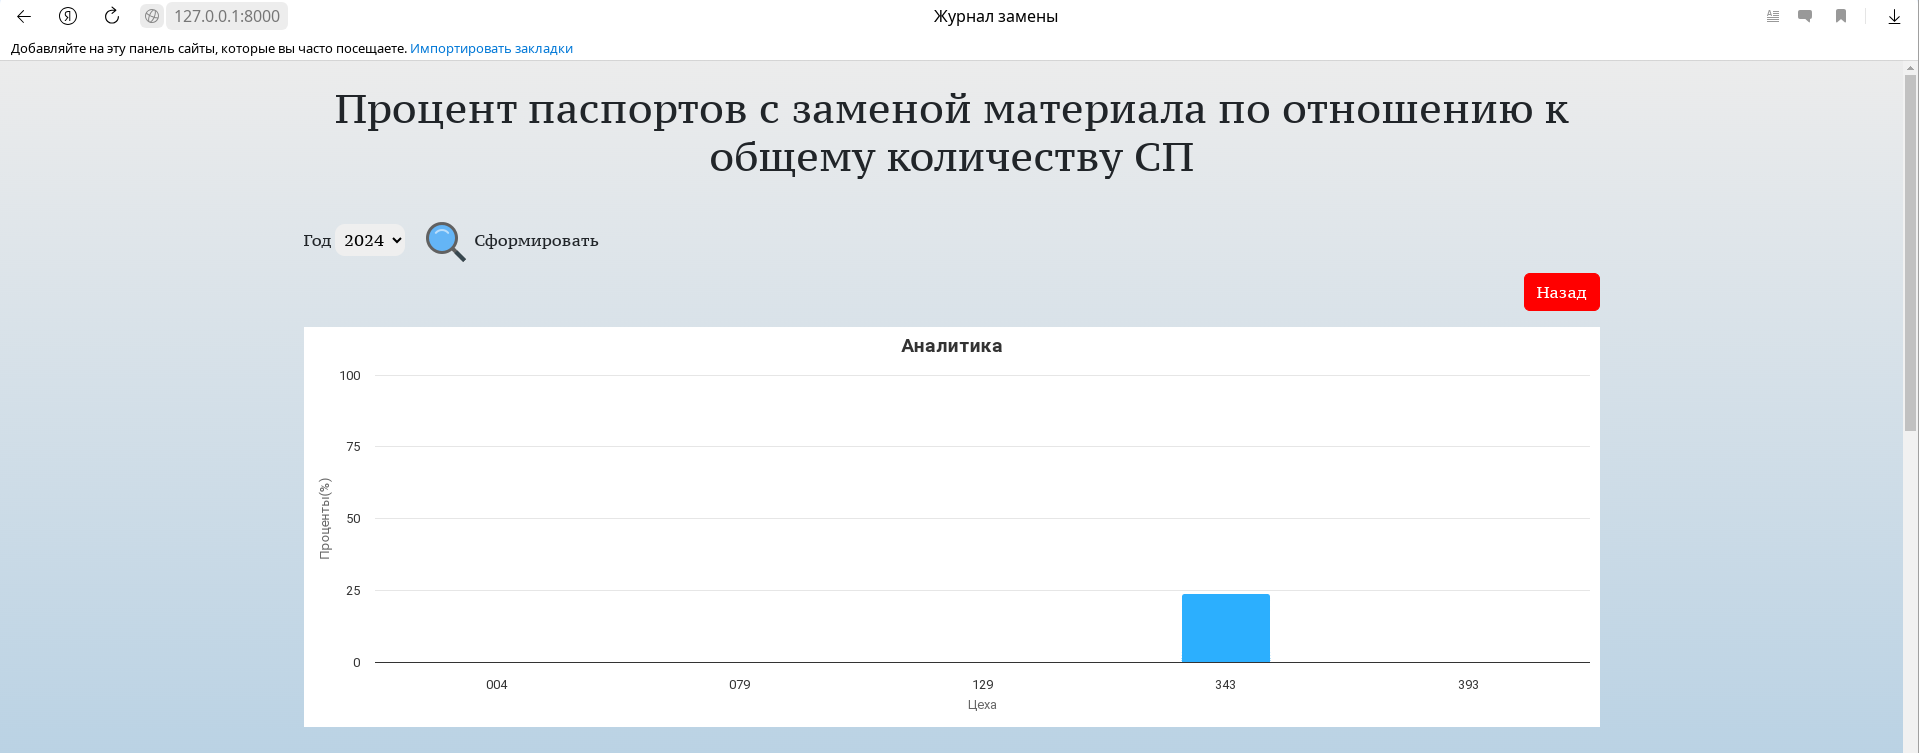 Я 127.0.0.1:8000 Журнал замены
Добавляйте на эту панель сайты, которые вы часто посещаете. Импортировать закладки
Процент паспортов с заменой материала по отношению к
общему количеству СП
Год 2024 Сформировать
Назад
Аналитика
100
75
50
25
0
Проценты(%)
004 079 129 343 393
Цеха